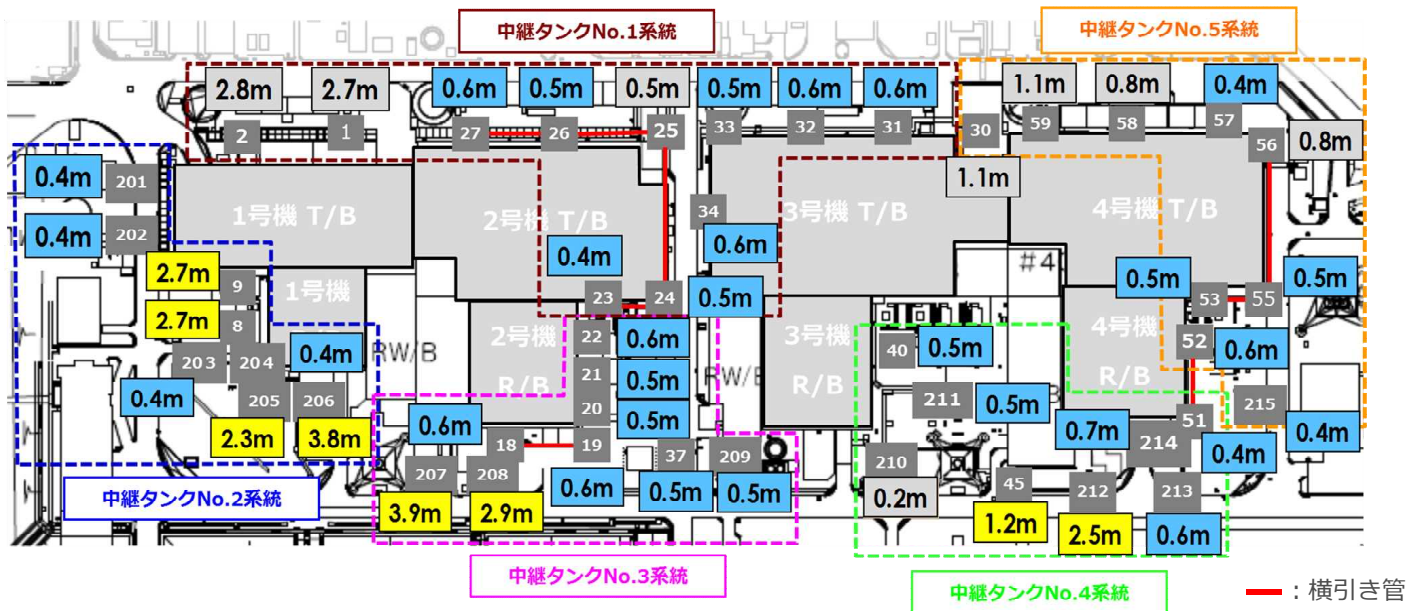 中継タンクNo.1系統
中継タンクNo.5系統
2.8m
2.7m
0.6m
0.5m
0.5m
0.5m
0.6m
0.6m
1.1m
0.8m
0.4m
2
1
27
26
25
33
32
31
30
59
58
57
56
0.8m
0.4m
201
1.1m
1号機 T/B
2号機 T/B
34
3号機 T/B
4号機 T/B
0.4m
202
0.6m
0.4m
#4
2.7m
9
1号機
0.5m
0.5m
0.5m
23
24
53
55
2.7m
8
2号機
22
0.6m
3号機
4号機
52
0.6m
203
204
0.4m
RW/B
40
0.5m
R/B
21
0.5m
R/B
R/B
0.4m
205
206
20
0.5m
211
0.5m
215
2.3m
3.8m
0.6m
18
19
0.7m
214
51
0.4m
0.4m
207
208
37
209
210
中継タンクNo.2系統
3.9m
2.9m
0.6m
0.5m
0.5m
0.2m
45
212
213
1.2m
2.5m
0.6m
中継タンクNo.3系統
中継タンクNo.4系統
：横引き管